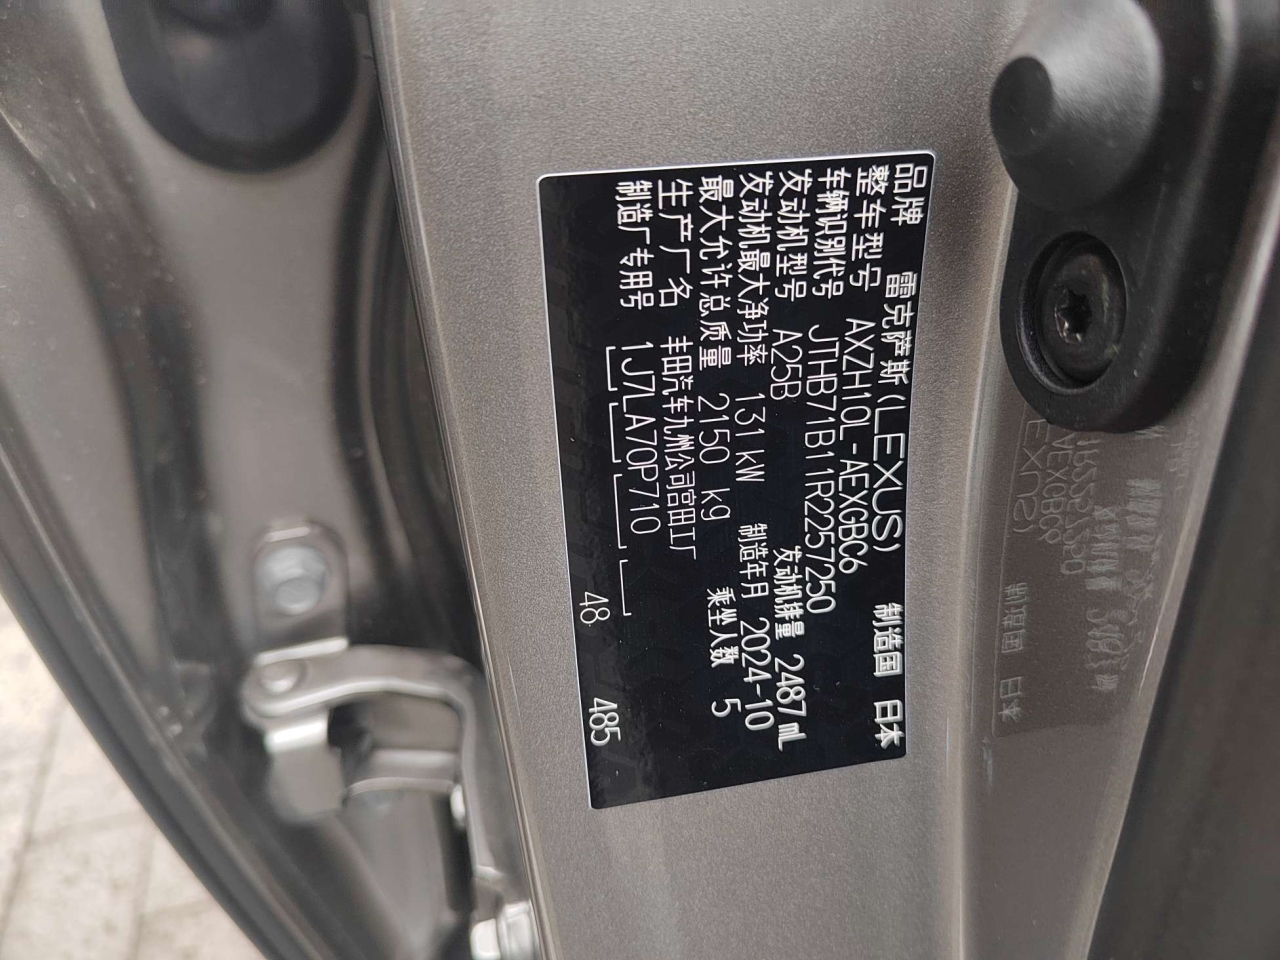 品牌 雷克萨斯(LEXUS) 制造国 日本
整车型号 AXZH10L-AEXGBC6
车辆识别代号 JTHB71B11R2257250
发动机型号 A25B 发动机排量 2487 mL
发动机最大净功率 131 kW 制造年月 2024-10
最大允许总质量 2150 kg 乘坐人数 5
生产厂名 丰田汽车九州公司宫田工厂
制造厂专用号 1J7LA70P710
48 485